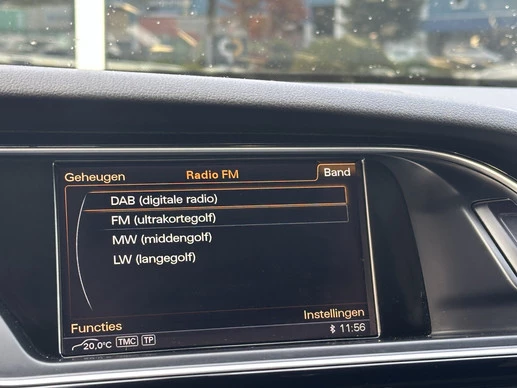 Geheugen Radio FM Band
DAB (digitale radio)
FM (ultrakortegolf)
MW (middengolf)
LW (langegolf)
Functies Instellingen
20,0°C TMC TP 11:56